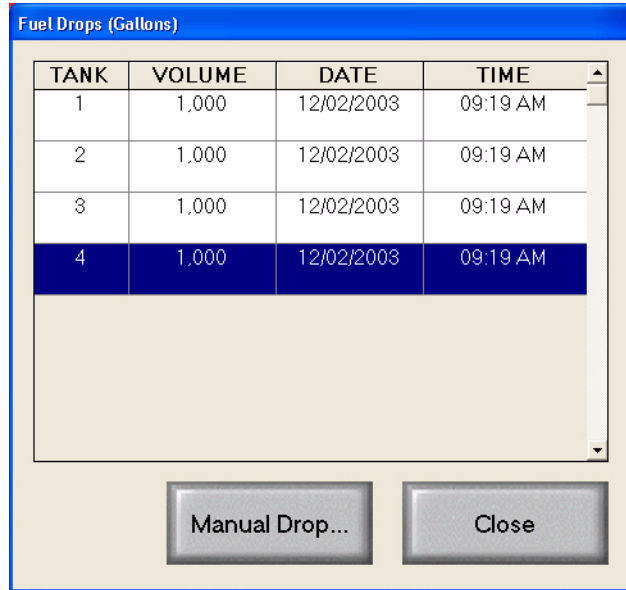 Fuel Drops (Gallons)
TANK VOLUME DATE TIME
1 1,000 12/02/2003 09:19 AM
2 1,000 12/02/2003 09:19 AM
3 1,000 12/02/2003 09:19 AM
4 1,000 12/02/2003 09:19 AM
Manual Drop... Close